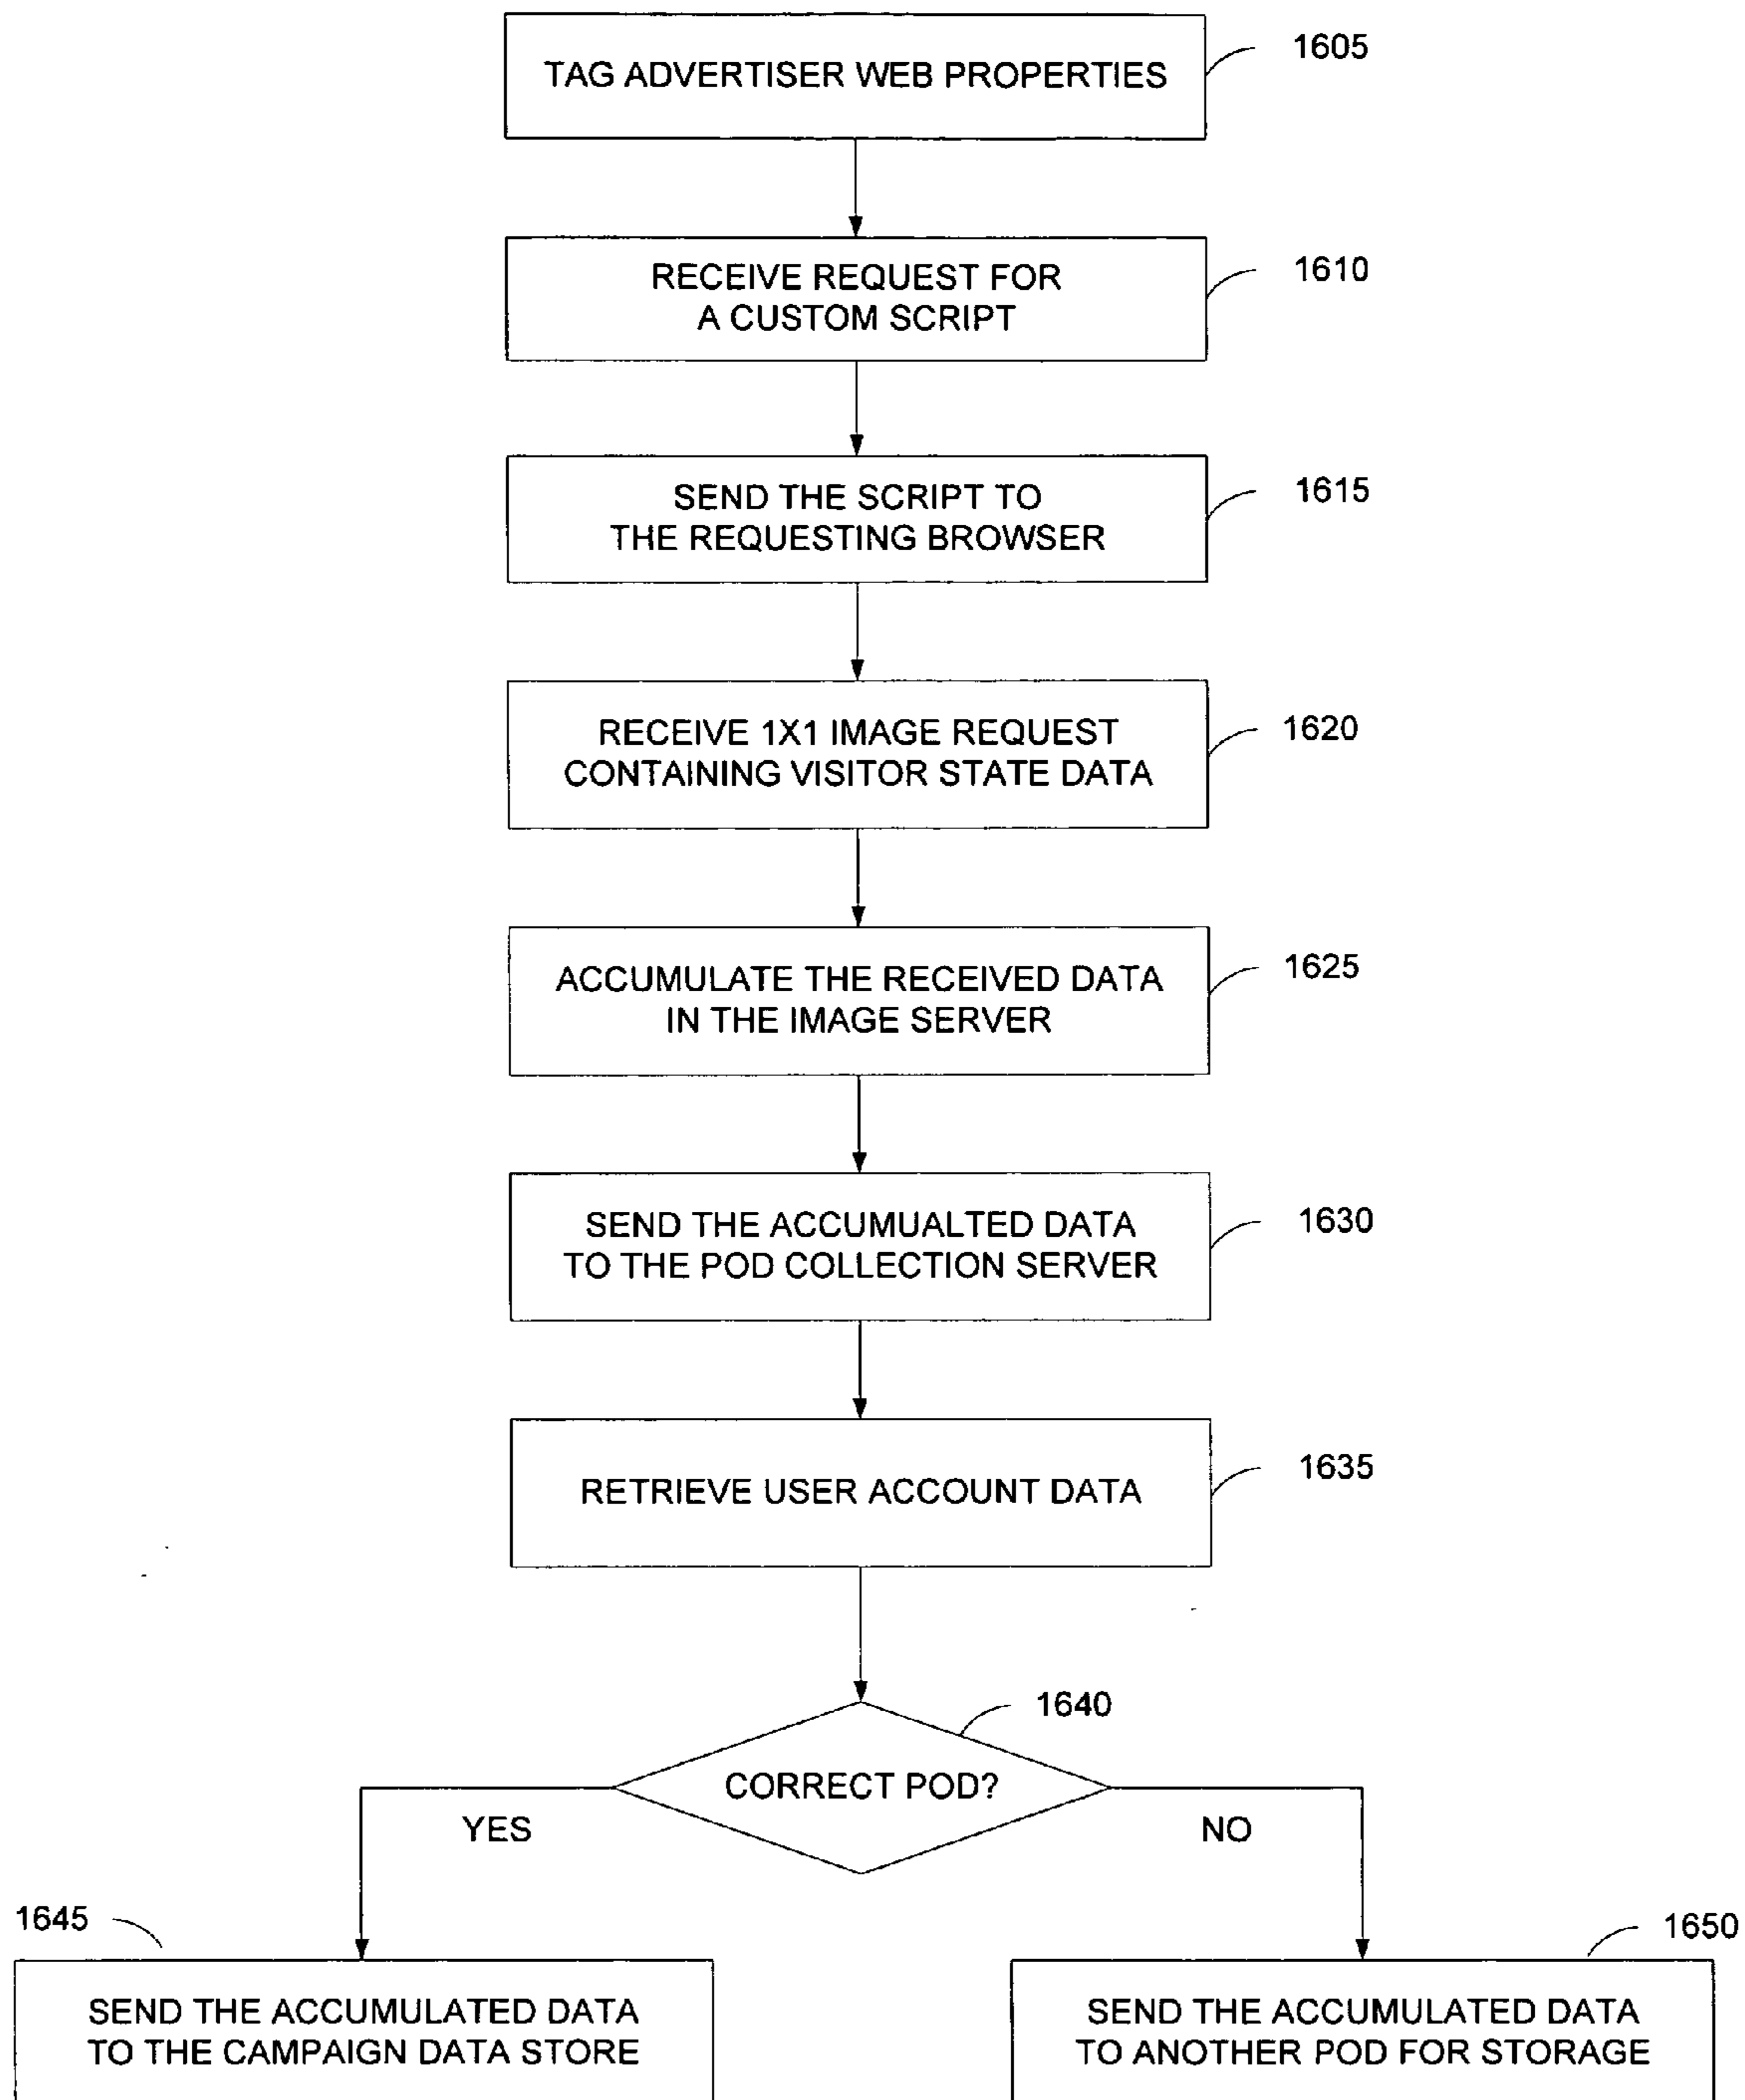 TAG ADVERTISER WEB PROPERTIES
1605
RECEIVE REQUEST FOR
A CUSTOM SCRIPT
1610
SEND THE SCRIPT TO
THE REQUESTING BROWSER
1615
RECEIVE 1X1 IMAGE REQUEST
CONTAINING VISITOR STATE DATA
1620
ACCUMULATE THE RECEIVED DATA
IN THE IMAGE SERVER
1625
SEND THE ACCUMUALTED DATA
TO THE POD COLLECTION SERVER
1630
RETRIEVE USER ACCOUNT DATA
1635
1640
CORRECT POD?
YES
NO
1645
SEND THE ACCUMULATED DATA
TO THE CAMPAIGN DATA STORE
1650
SEND THE ACCUMULATED DATA
TO ANOTHER POD FOR STORAGE